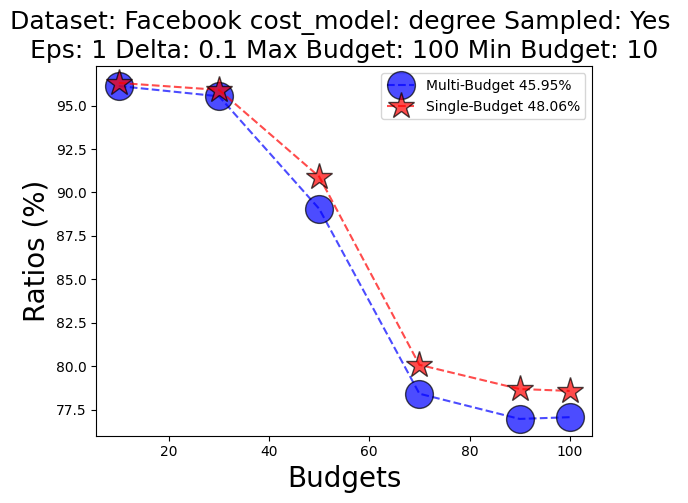 Dataset: Facebook cost_model: degree Sampled: Yes
Eps: 1 Delta: 0.1 Max Budget: 100 Min Budget: 10
Multi-Budget 45.95%
Single-Budget 48.06%
Ratios (%)
95.0
92.5
90.0
87.5
85.0
82.5
80.0
77.5
20
40
60
80
100
Budgets